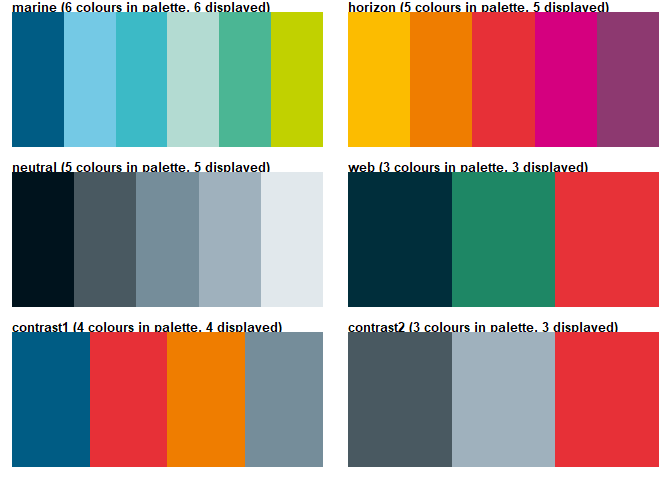 marine (6 colours in palette, 6 displayed)
horizon (5 colours in palette, 5 displayed)
neutral (5 colours in palette, 5 displayed)
web (3 colours in palette, 3 displayed)
contrast1 (4 colours in palette, 4 displayed)
contrast2 (3 colours in palette, 3 displayed)